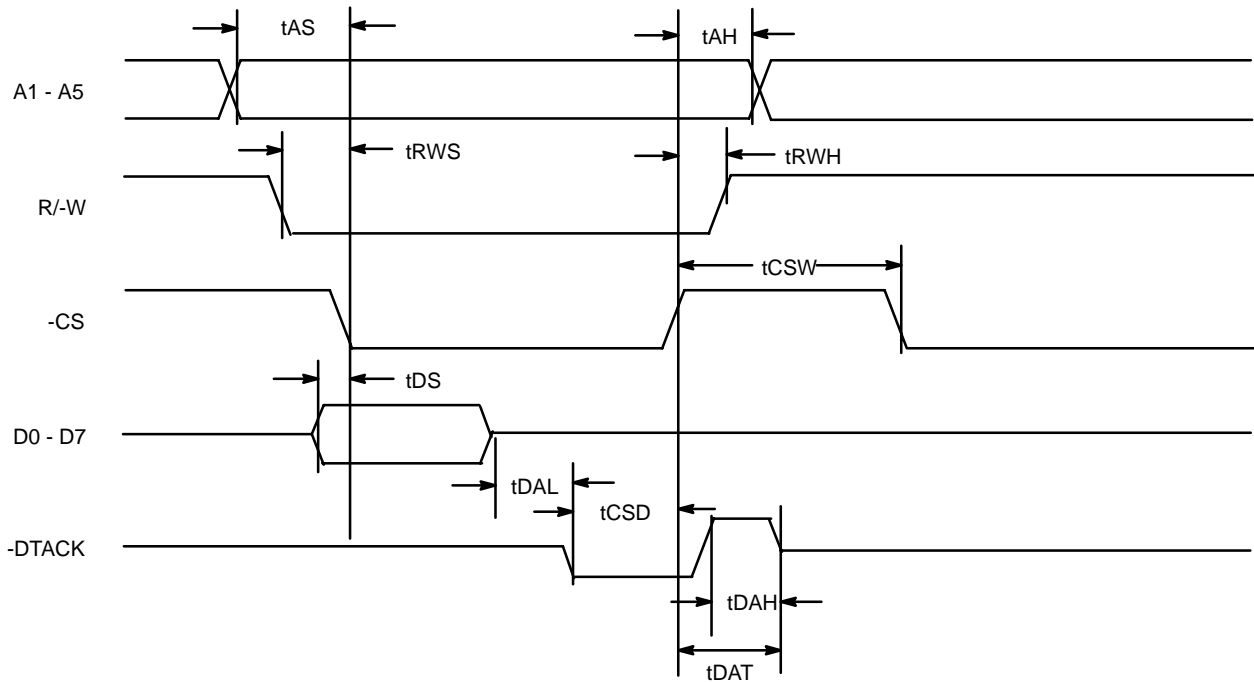 tAS
tAH
A1 - A5
tRWS
tRWH
R/-W
tCSW
-CS
tDS
D0 - D7
tDAL
tCSD
-DTACK
tDAH
tDAT